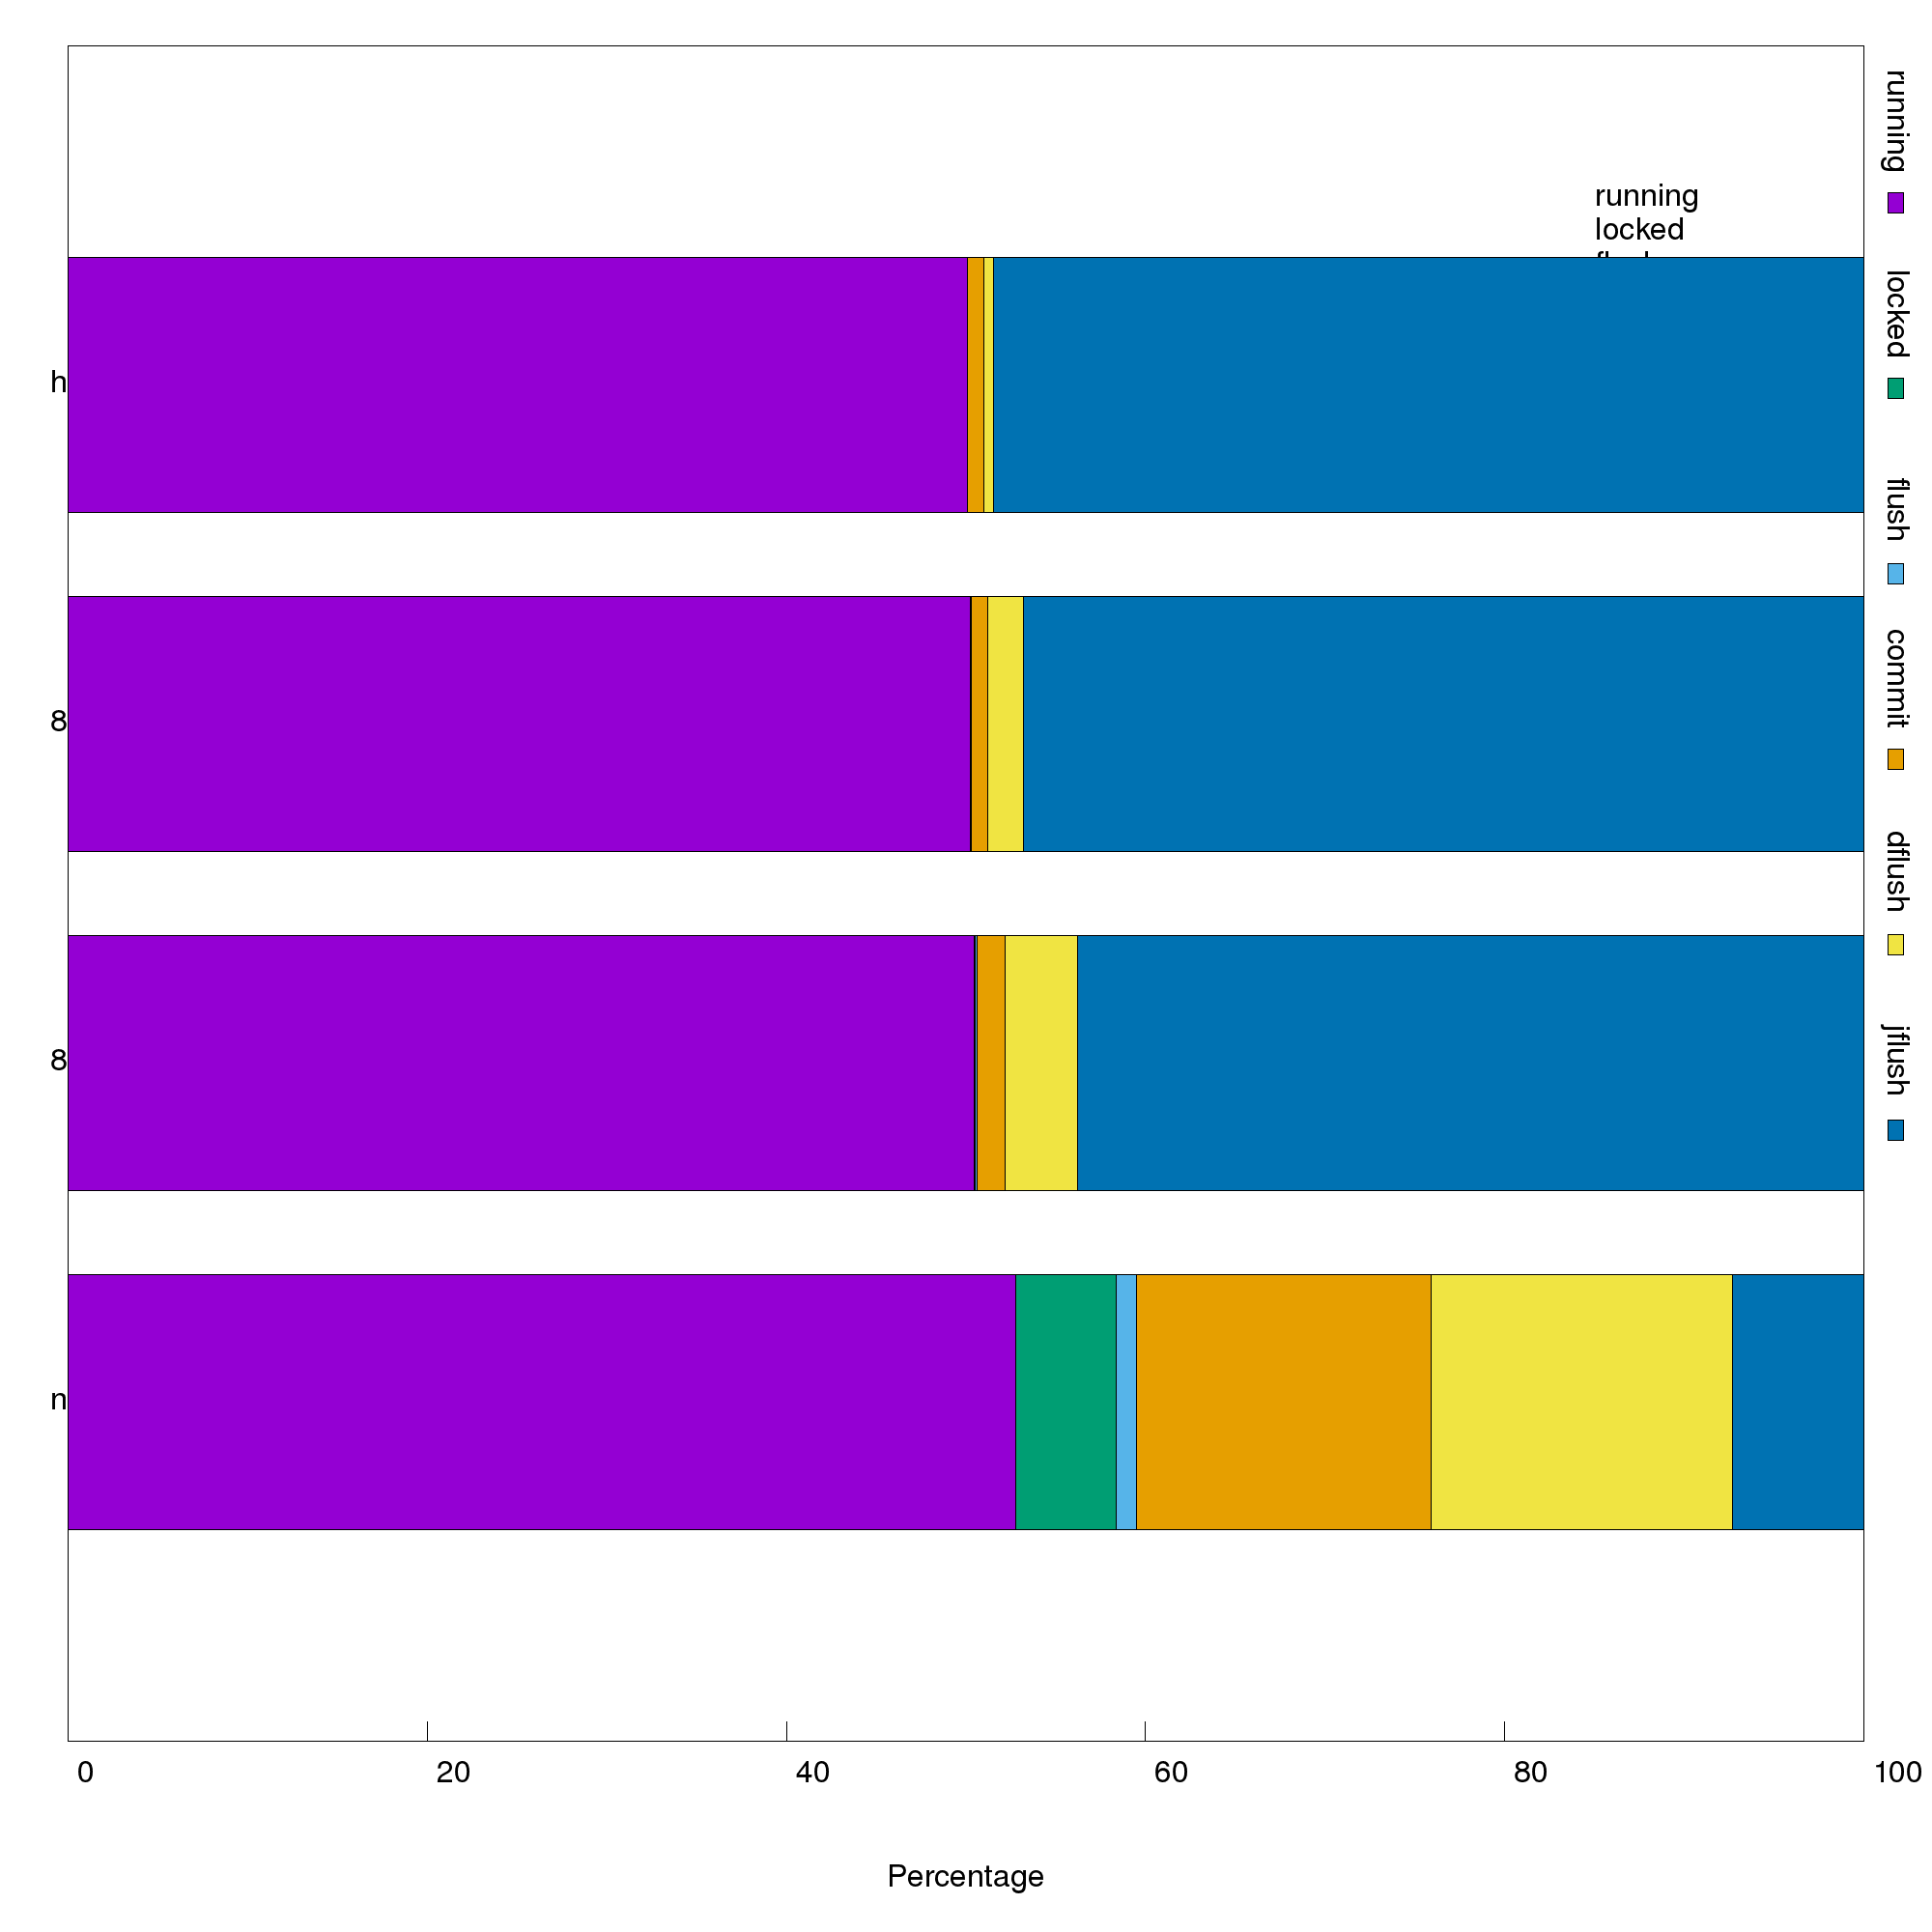 running
locked
h
8
8
n
0 20 40 60 80 100
Percentage
running
locked
flush
commit
dflush
jflush